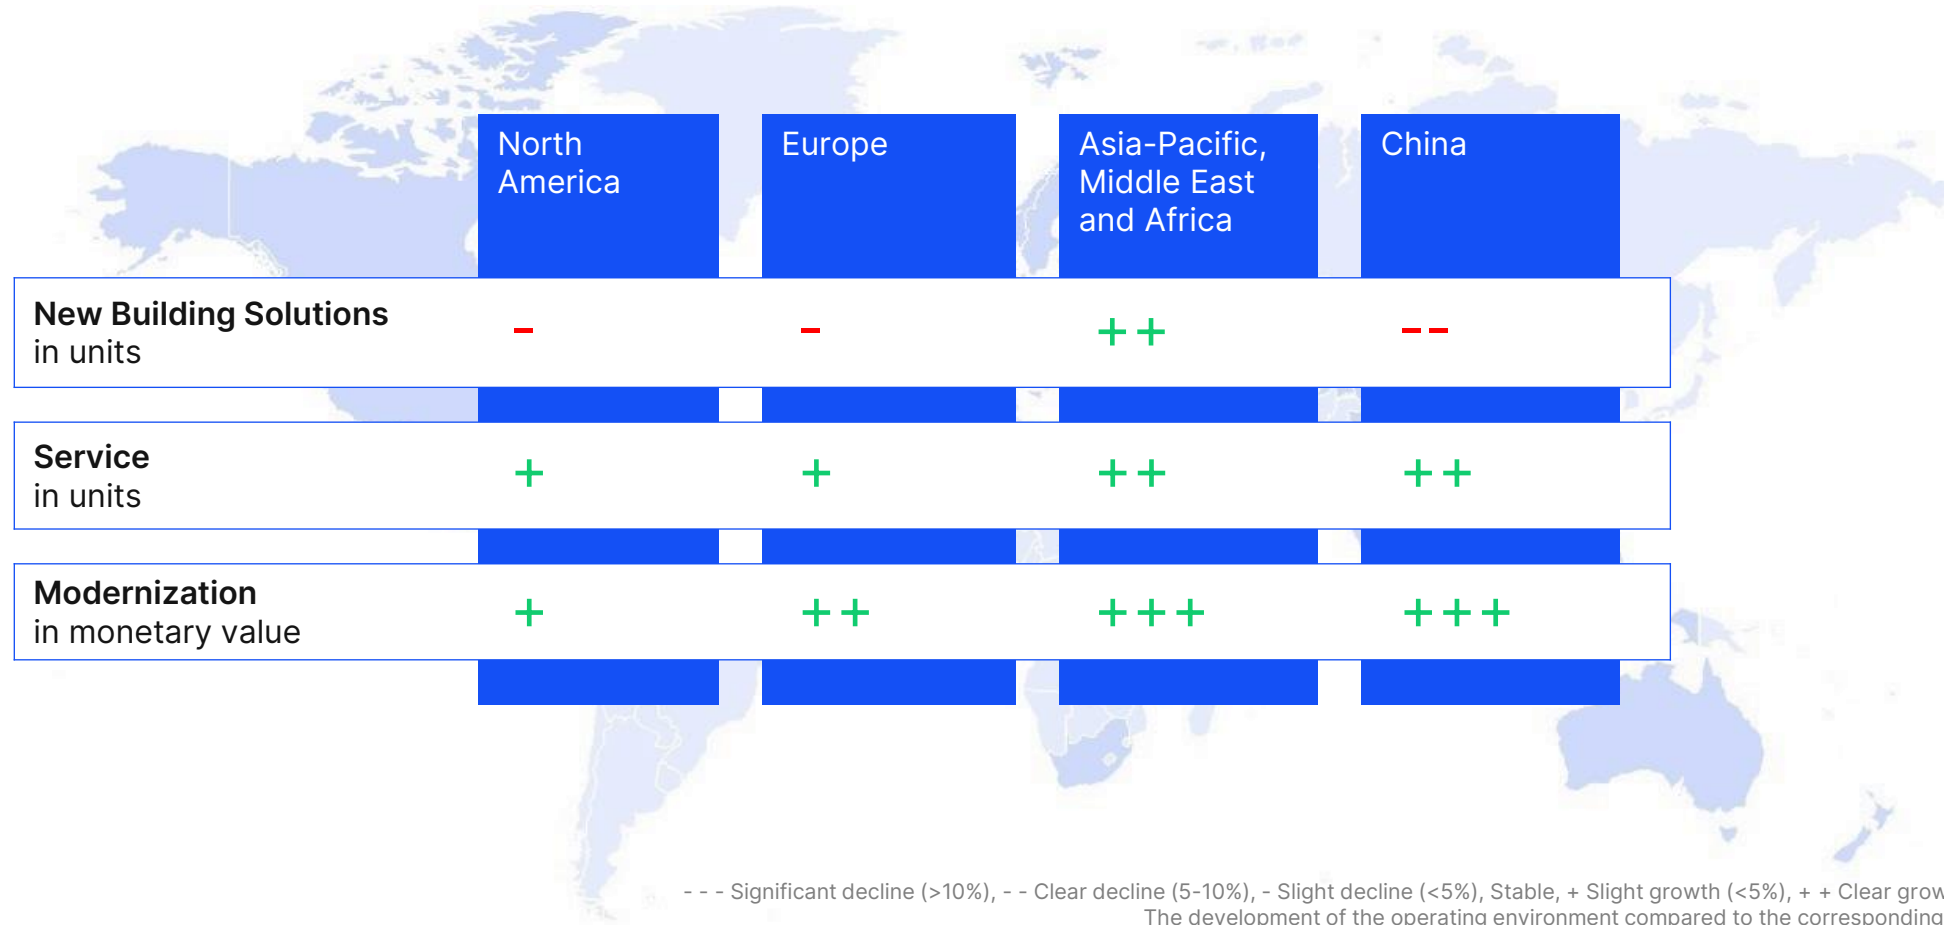 North
America
Europe
Asia-Pacific,
Middle East
and Africa
China
New Building Solutions
in units
-
-
++
--
Service
in units
+
+
++
++
Modernization
in monetary value
+
++
+++
+++
- - - Significant decline (>10%), - - Clear decline (5-10%), - Slight decline (<5%), Stable, + Slight growth (<5%), + + Clear
The development of the operating environment compared to the corresponding